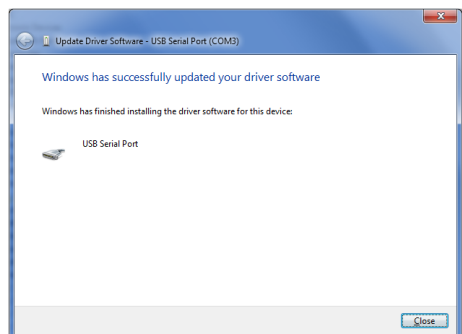 Update Driver Software - USB Serial Port (COM3)
Windows has successfully updated your driver software
Windows has finished installing the driver software for this device:
USB Serial Port
Close